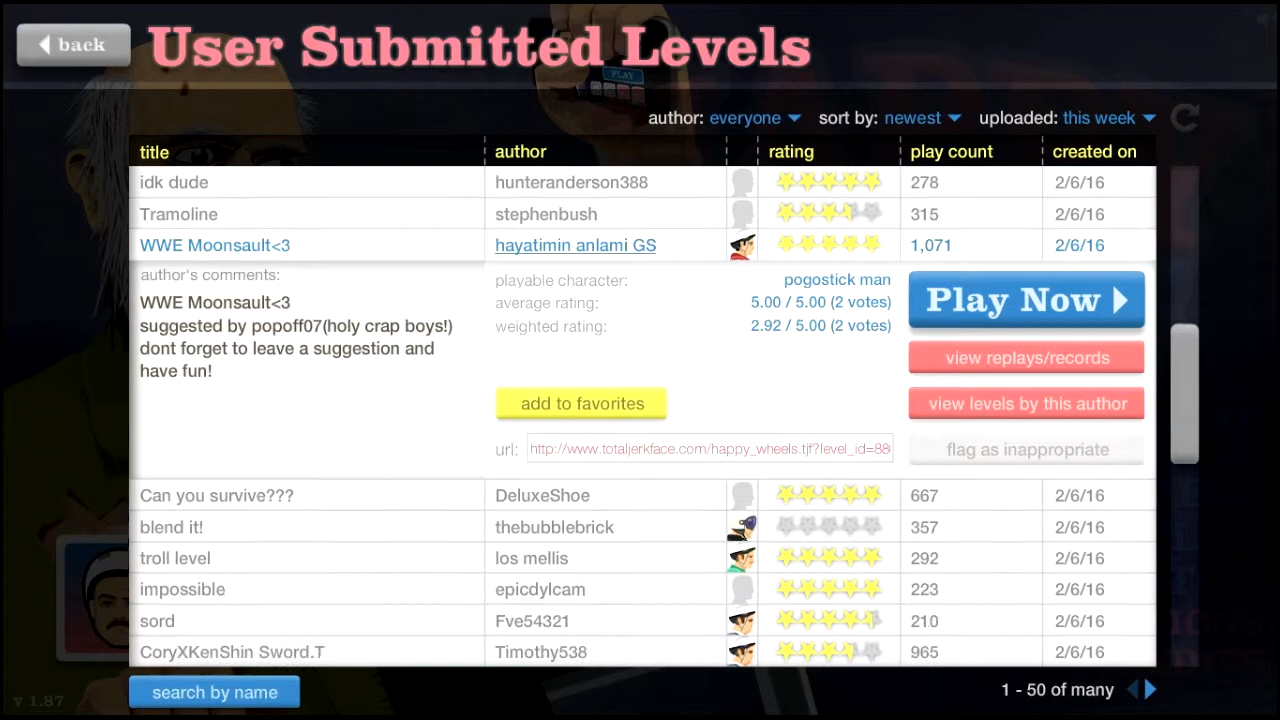 back
User Submitted Levels
PLAY
author: everyone sort by: newest uploaded: this week
title author rating play count created on
idk dude hunteranderson388 278 2/6/16
Tramoline stephenbush 315 2/6/16
WWE Moonsault<3 hayatimin anlami GS 1,071 2/6/16
author's comments:
WWE Moonsault<3
suggested by popoff07(holy crap boys!)
dont forget to leave a suggestion and
have fun!
playable character: pogostick man
average rating: 5.00 / 5.00 (2 votes)
weighted rating: 2.92 / 5.00 (2 votes)
add to favorites
url: http://www.totaljerkface.com/happy_wheels.tjf?level_id=88
Play Now
view replays/records
view levels by this author
flag as inappropriate
Can you survive??? DeluxeShoe 667 2/6/16
blend it! thebubblebrick 357 2/6/16
troll level los mellis 292 2/6/16
impossible epicdylcam 223 2/6/16
sord Fve54321 210 2/6/16
CoryXKenShin Sword.T Timothy538 965 2/6/16
search by name
1 - 50 of many
v 1.87